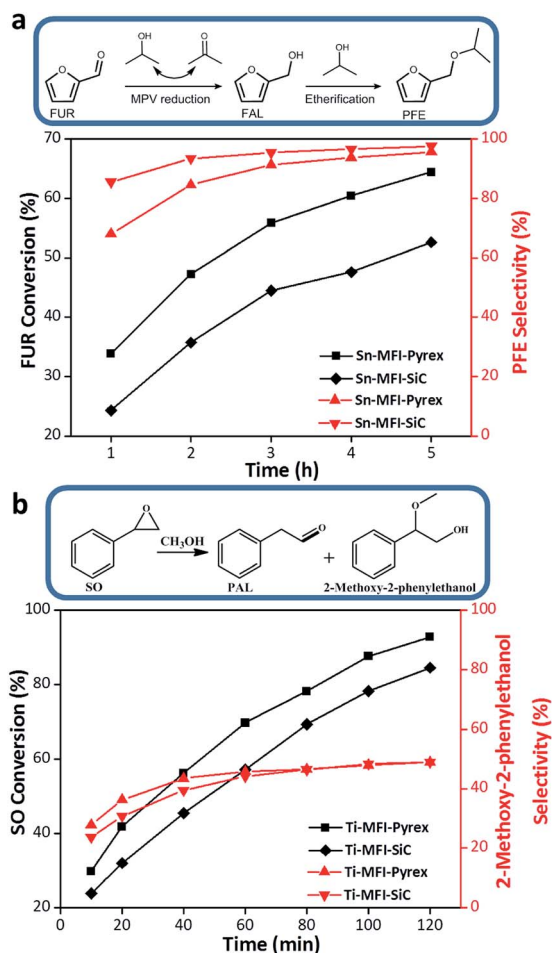 a
OH
O
MPV reduction
OH
Etherification
O
O
FUR
O
OH
FAL
O
O
PFE
FUR Conversion (%)
70
60
50
40
30
20
100
80
60
40
20
0
PFE Selectivity (%)
Sn-MFI-Pyrex
Sn-MFI-SiC
Sn-MFI-Pyrex
Sn-MFI-SiC
1 2 3 4 5
Time (h)
b
O
SO
CH3OH
O
PAL
+
O
OH
2-Methoxy-2-phenylethanol
SO Conversion (%)
100
80
60
40
20
100
80
60
40
20
0
2-Methoxy-2-phenylethanol
Selectivity (%)
Ti-MFI-Pyrex
Ti-MFI-SiC
Ti-MFI-Pyrex
Ti-MFI-SiC
0 20 40 60 80 100 120
Time (min)